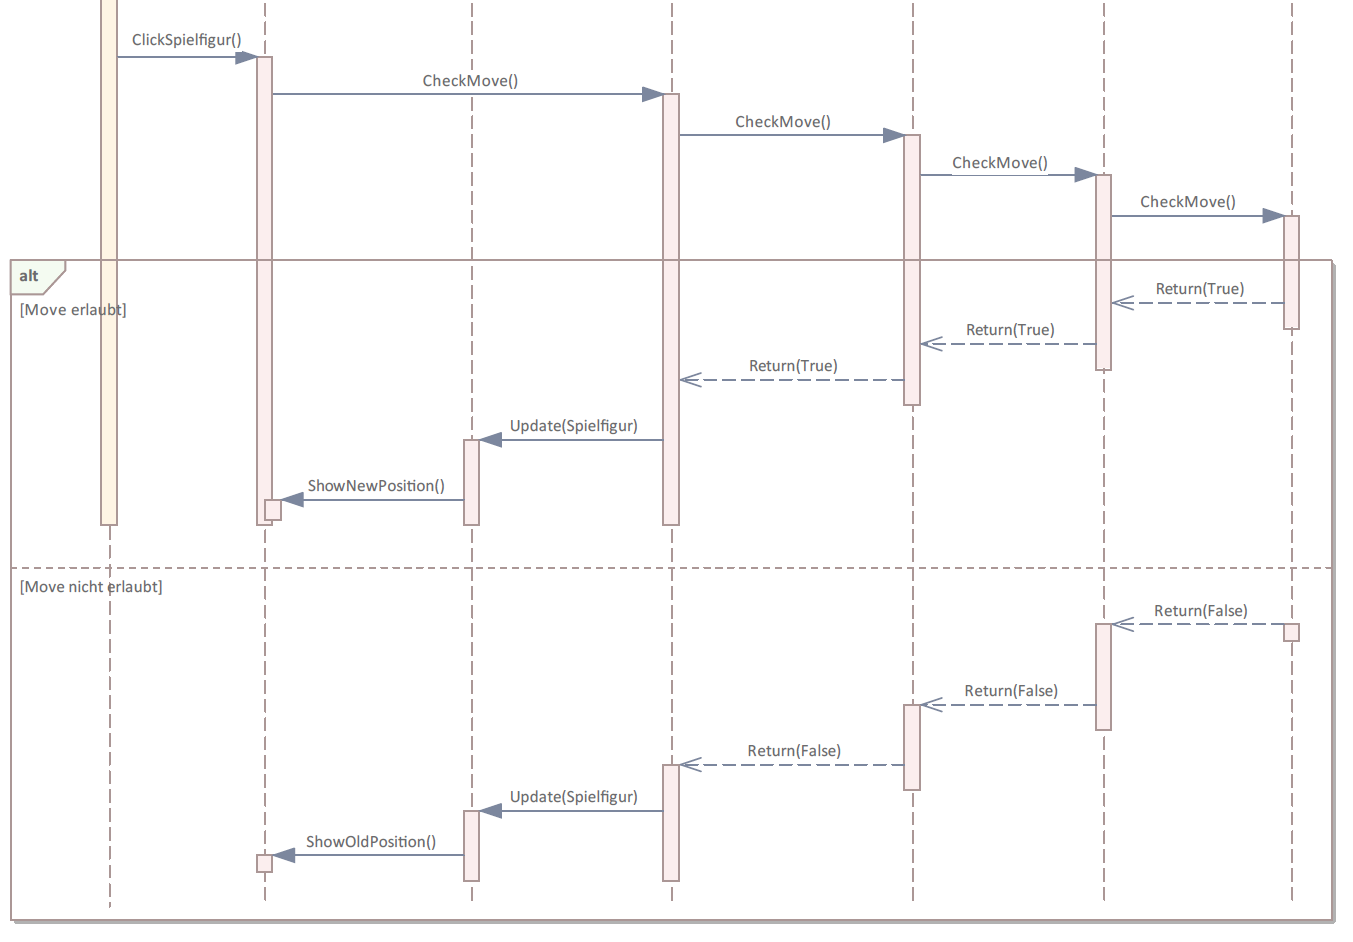 ClickSpielfigur()
CheckMove()
CheckMove()
CheckMove()
CheckMove()
alt
[Move erlaubt]
Return(True)
Return(True)
Return(True)
Update(Spielfigur)
ShowNewPosition()
[Move nicht erlaubt]
Return(False)
Return(False)
Return(False)
Update(Spielfigur)
ShowOldPosition()